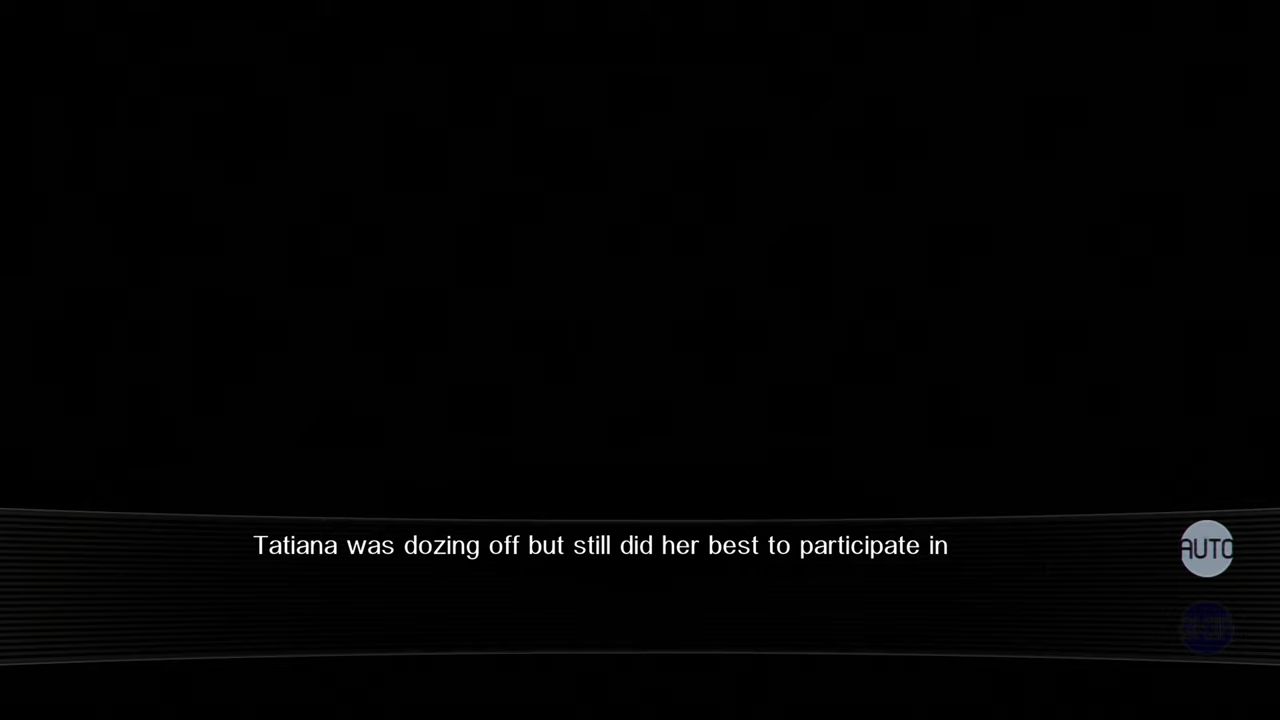 Tatiana was dozing off but still did her best to participate in
AUTO